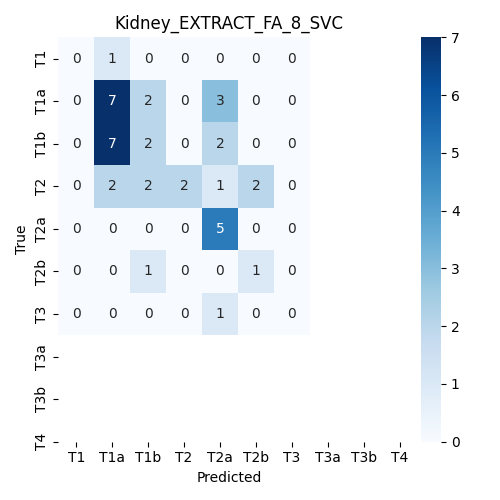 Kidney_EXTRACT_FA_8_SVC
T1 0 1 0 0 0 0 0
T1a 0 7 2 0 3 0 0
T1b 0 7 2 0 2 0 0
T2 0 2 2 2 1 2 0
T2a 0 0 0 0 5 0 0
T2b 0 0 1 0 0 1 0
T3 0 0 0 0 1 0 0
T3a
T3b
T4
True
T1 T1a T1b T2 T2a T2b T3 T3a T3b T4
Predicted
7
6
5
4
3
2
1
0